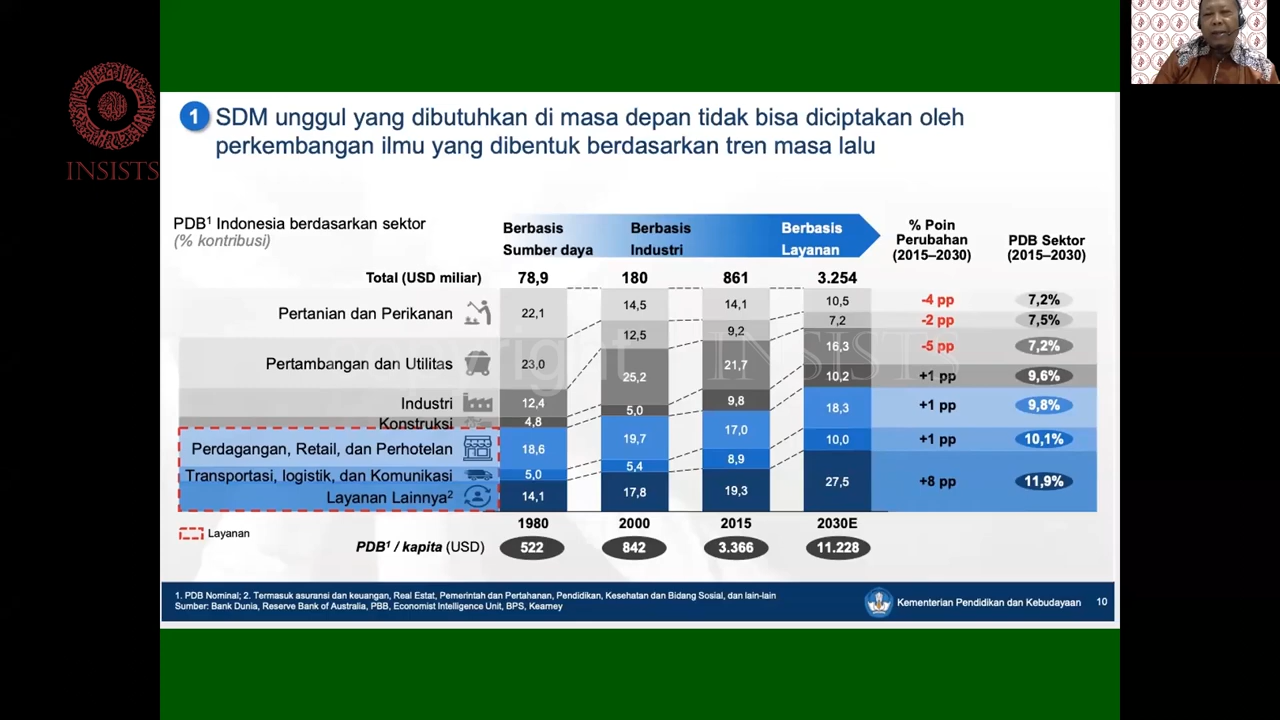 INSISTS
1 SDM unggul yang dibutuhkan di masa depan tidak bisa diciptakan oleh
perkembangan ilmu yang dibentuk berdasarkan tren masa lalu
PDB1 Indonesia berdasarkan sektor
(% kontribusi)
Berbasis
Sumber daya
Berbasis
Industri
Berbasis
Layanan
% Poin
Perubahan
(2015–2030)
PDB Sektor
(2015–2030)
Total (USD miliar) 78,9 180 861 3.254
Pertanian dan Perikanan 22,1 14,5 14,1 10,5 -4 pp 7,2%
Pertambangan dan Utilitas 23,0 12,5 9,2 7,2 -2 pp 7,5%
Industri 12,4 25,2 21,7 16,3 -5 pp 7,2%
Konstruksi 4,8 5,0 9,8 10,2 +1 pp 9,6%
Perdagangan, Retail, dan Perhotelan 18,6 19,7 17,0 18,3 +1 pp 9,8%
Transportasi, logistik, dan Komunikasi 5,0 5,4 8,9 10,0 +1 pp 10,1%
Layanan Lainnya2 14,1 17,8 19,3 27,5 +8 pp 11,9%
copyright INSISTS
Layanan
1980 2000 2015 2030E
PDB1 / kapita (USD) 522 842 3.366 11.228
1. PDB Nominal; 2. Termasuk asuransi dan keuangan, Real Estat, Pemerintah dan Pertahanan, Pendidikan, Kesehatan dan Bidang Sosial, dan lain-lain
Sumber: Bank Dunia, Reserve Bank of Australia, PBB, Economist Intelligence Unit, BPS, Kearney
Kementerian Pendidikan dan Kebudayaan 10